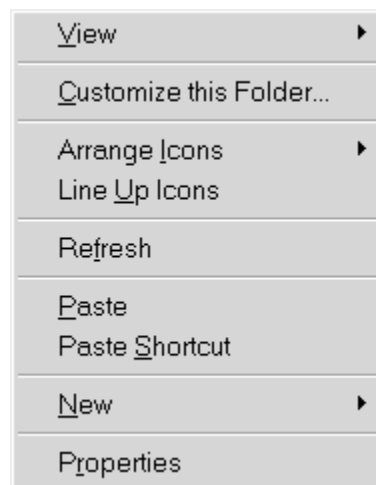 View
Customize this Folder...
Arrange Icons
Line Up Icons
Refresh
Paste
Paste Shortcut
New
Properties